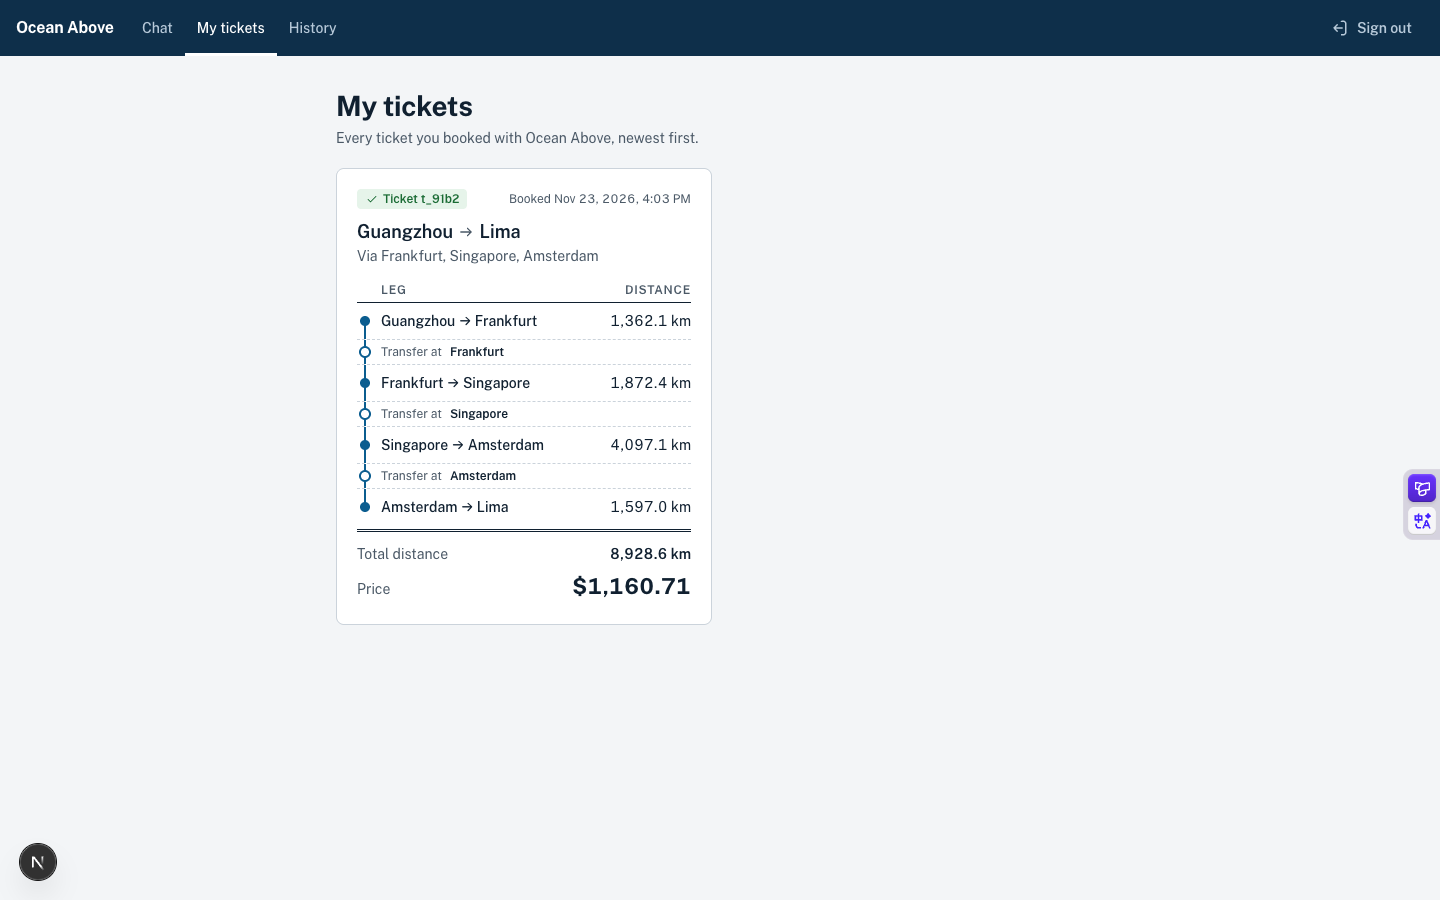 Ocean Above Chat My tickets History Sign out
My tickets
Every ticket you booked with Ocean Above, newest first.
Ticket t_91b2 Booked Nov 23, 2026, 4:03 PM
Guangzhou → Lima
Via Frankfurt, Singapore, Amsterdam
LEG DISTANCE
Guangzhou → Frankfurt 1,362.1 km
Transfer at Frankfurt
Frankfurt → Singapore 1,872.4 km
Transfer at Singapore
Singapore → Amsterdam 4,097.1 km
Transfer at Amsterdam
Amsterdam → Lima 1,597.0 km
Total distance 8,928.6 km
Price $1,160.71
中A
N